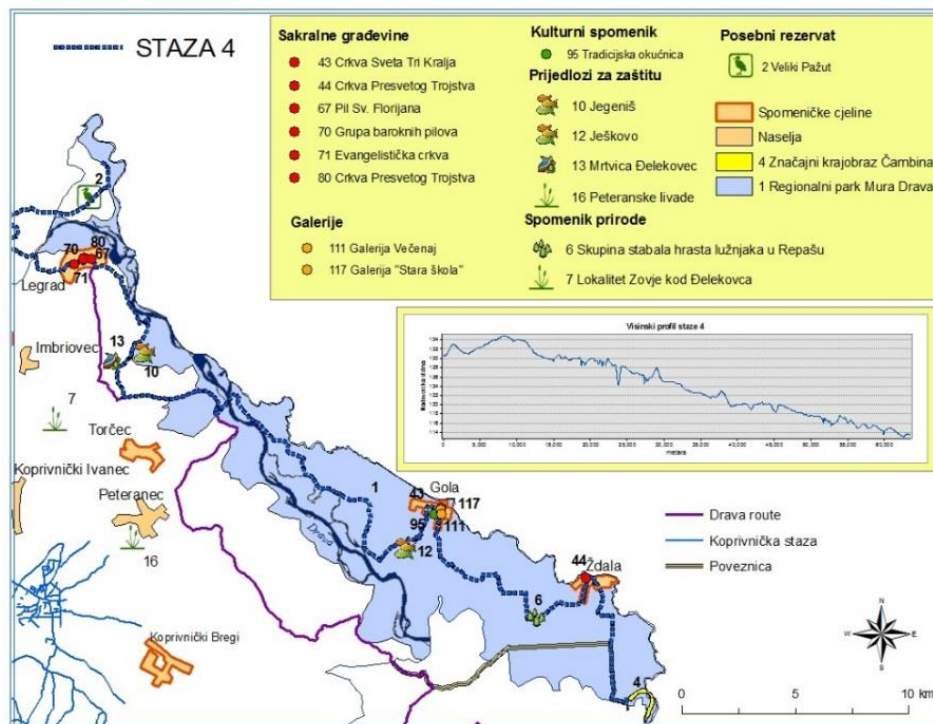 STAZA 4
Sakralne građevine
43 Crkva Sveta Tri Kralja
44 Crkva Presvetog Trojstva
67 Pil Sv. Florijana
70 Grupa baroknih pilova
71 Evangelistička crkva
80 Crkva Presvetog Trojstva
Galerije
111 Galerija Večenaj
117 Galerija "Stara škola"
Kulturni spomenik
95 Tradicijska okućnica
Prijedlozi za zaštitu
10 Jegeniš
12 Ješkovo
13 Mrtvica Đelekovec
16 Peteranske livade
Spomenik prirode
6 Skupina stabala hrasta lužnjaka u Repašu
7 Lokalitet Zovje kod Đelekovca
Posebni rezervat
2 Veliki Pažut
Spomeničke cjeline
Naselja
4 Značajni krajobraz Čambina
1 Regionalni park Mura Drava
2
70
80
67
71
Legrad
Imbriovec
13
10
7
Torčec
Koprivnički Ivanec
Peteranec
16
Koprivnički Bregi
1
Drava
43
Gola
117
95
111
12
44
Ždala
6
4
Visinski profil staze 4
metara
Drava route
Koprivnička staza
Poveznica
N
W
E
S
0
5
10 km